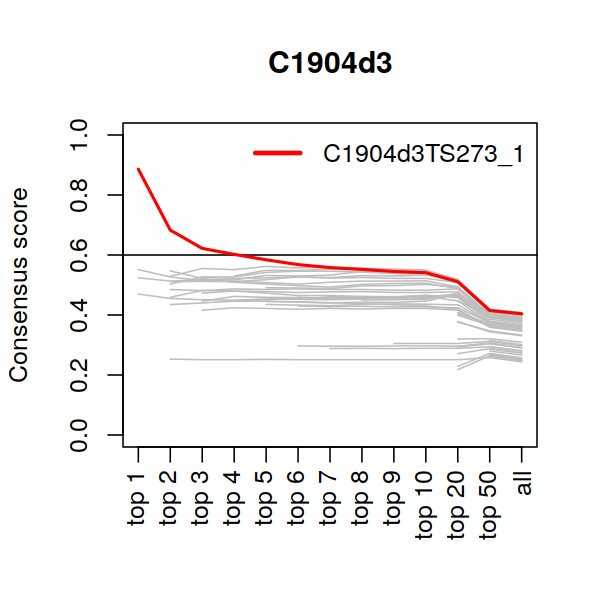 C1904d3
C1904d3TS273_1
Consensus score
1.0
0.8
0.6
0.4
0.2
0.0
top 1
top 2
top 3
top 4
top 5
top 6
top 7
top 8
top 9
top 10
top 20
top 50
all